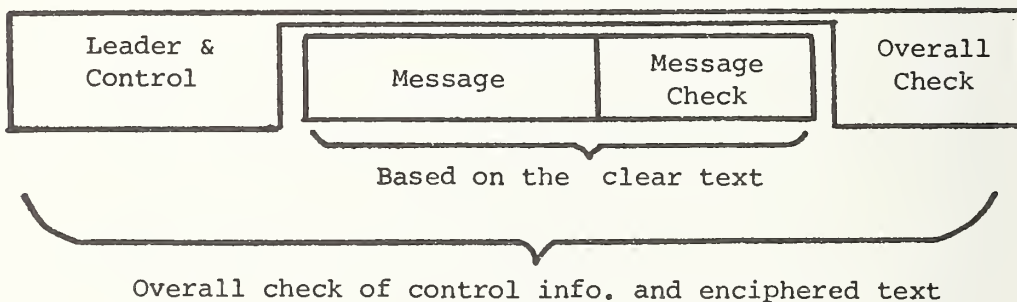 Leader &
Control
Message
Message
Check
Overall
Check
Based on the clear text
Overall check of control info. and enciphered text